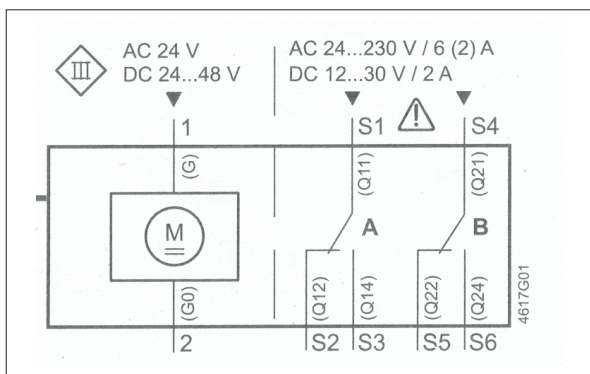 III
AC 24 V
DC 24...48 V
AC 24...230 V / 6 (2) A
DC 12...30 V / 2 A
1
S1
S4
(G)
(Q11)
(Q21)
M
A
B
(G0)
(Q12)
(Q14)
(Q22)
(Q24)
4617G01
2
S2
S3
S5
S6